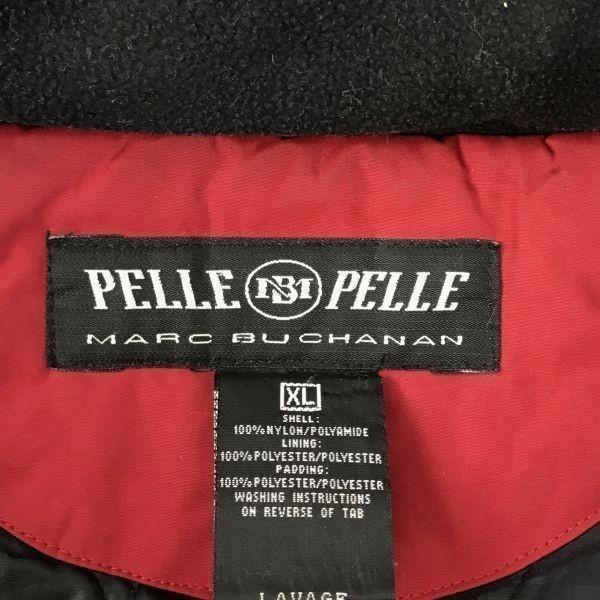 PELLE MB PELLE
MARC BUCHANAN
XL
SHELL:
100% NYLON/POLYAMIDE
LINING:
100% POLYESTER/POLYESTER
PADDING:
100% POLYESTER/POLYESTER
WASHING INSTRUCTIONS
ON REVERSE OF TAB
LAVAGE